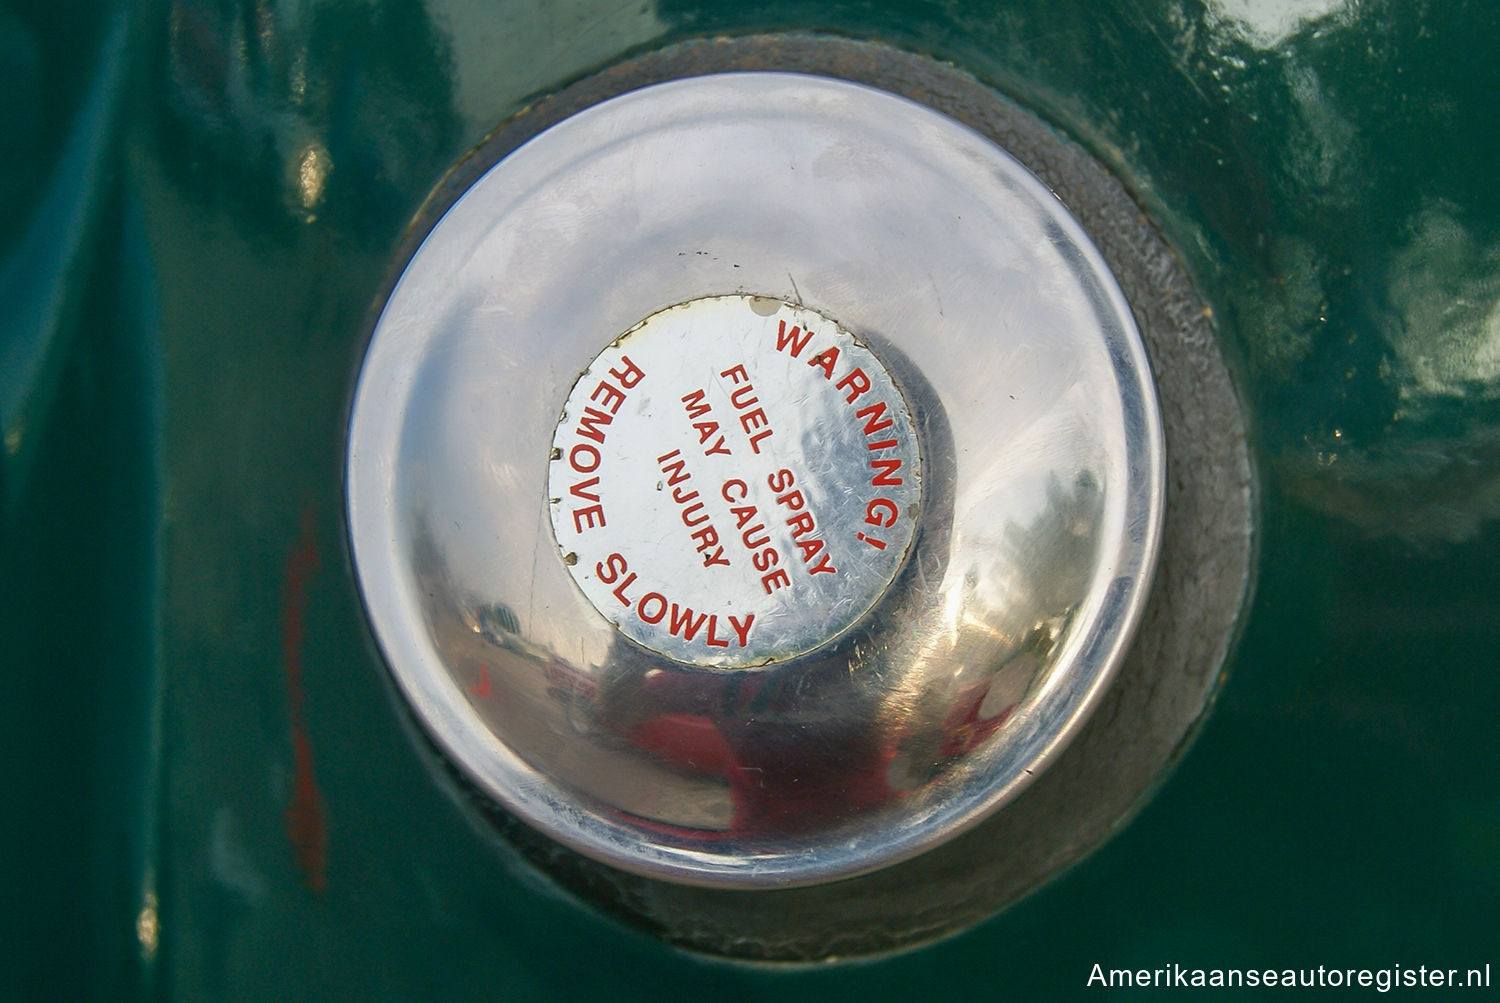 WARNING!
FUEL SPRAY
MAY CAUSE
INJURY
REMOVE SLOWLY
Amerikaanseautoregister.nl